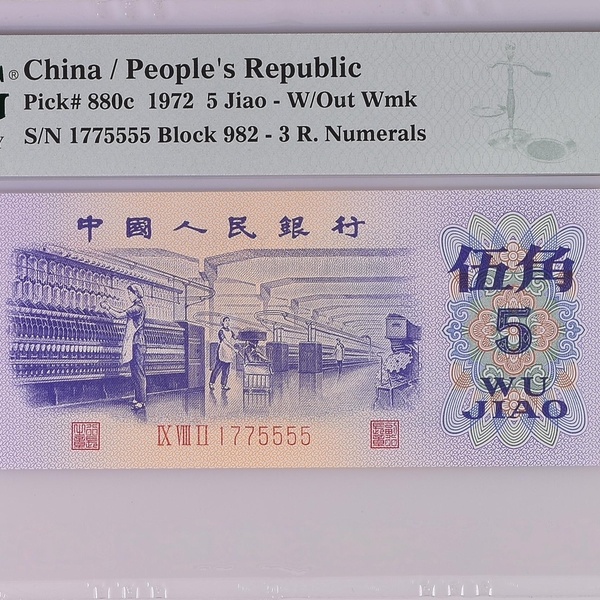 China / People's Republic
Pick# 880c 1972 5 Jiao - W/Out Wmk
S/N 1775555 Block 982 - 3 R. Numerals
中國人民銀行
伍角
5
WU
JIAO
IX VIII II 1775555